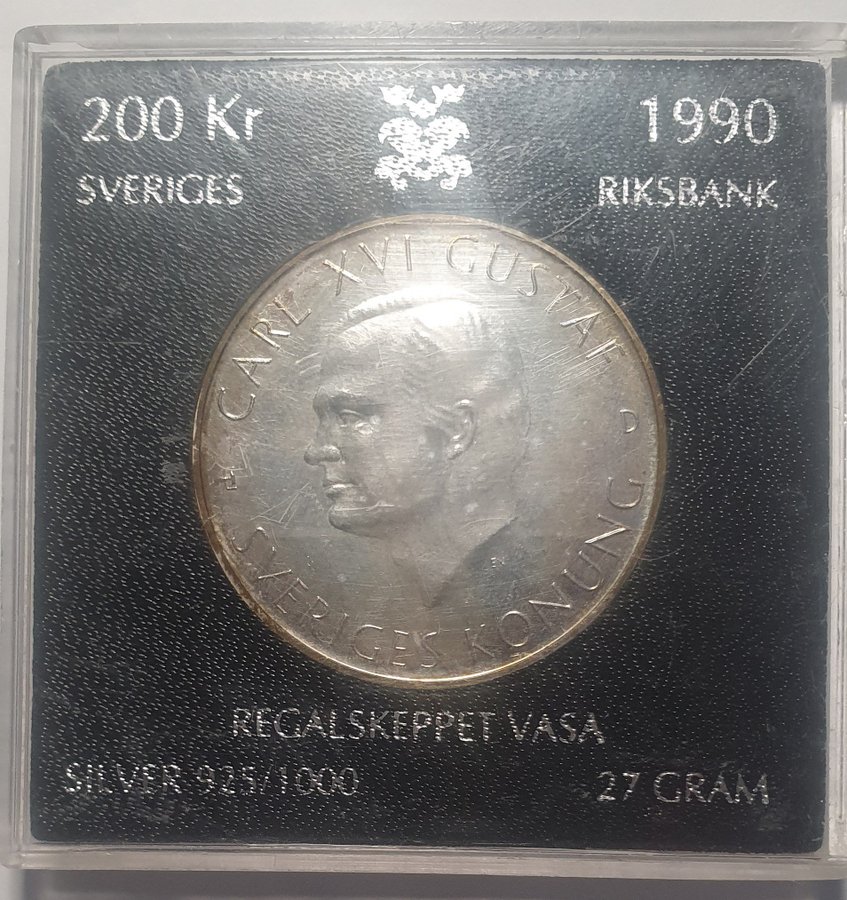 200 Kr
1990
SVERIGES
RIKSBANK
CARL XVI GUSTAF
D
SVERIGES KONUNG
REGALSKEPPET VASA
SILVER 925/1000
27 GRAM